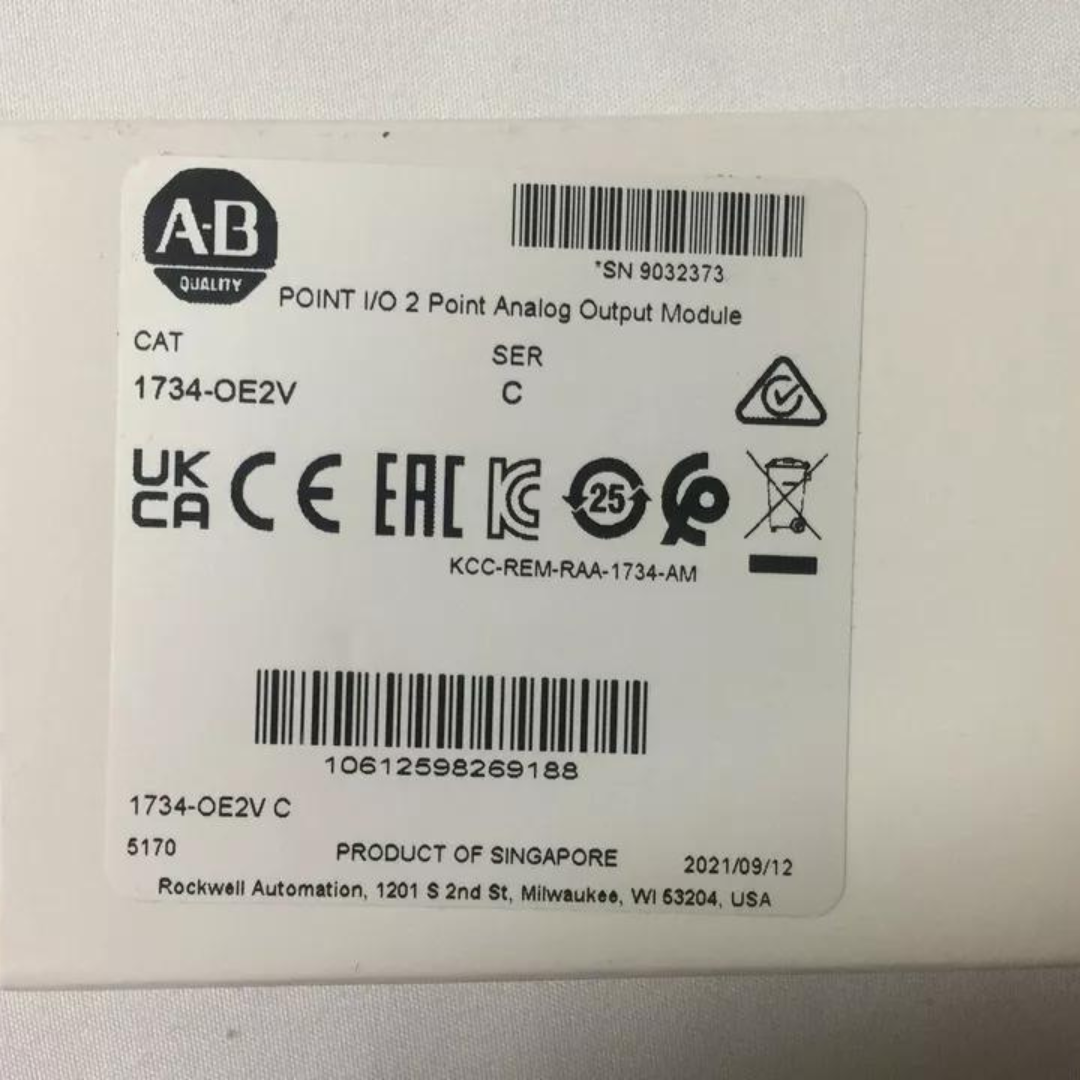 A-B
QUALITY
*SN 9032373
POINT I/O 2 Point Analog Output Module
CAT
SER
1734-OE2V
C
UK
CA
CE
EAC
KC
25
KCC-REM-RAA-1734-AM
10612598269188
1734-OE2V C
5170
PRODUCT OF SINGAPORE
2021/09/12
Rockwell Automation, 1201 S 2nd St, Milwaukee, WI 53204, USA